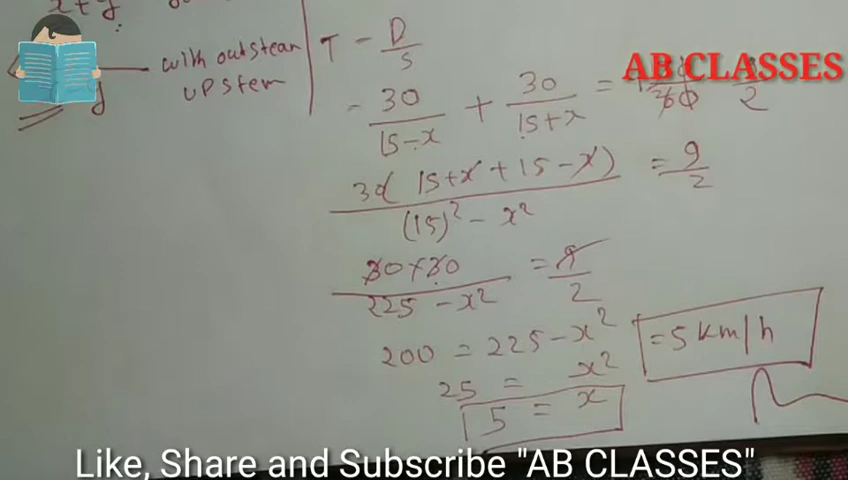 x + y
with outstean
upstem
y
T - D/s
AB CLASSES
= 30/(15-x) + 30/(15+x) = 9/2
30(15+x+15-x)/((15)² - x²) = 9/2
30×30/(225 - x²) = 9/2
200 = 225 - x²
= 5 km/h
25 = x²
5 = x
Like, Share and Subscribe "AB CLASSES"